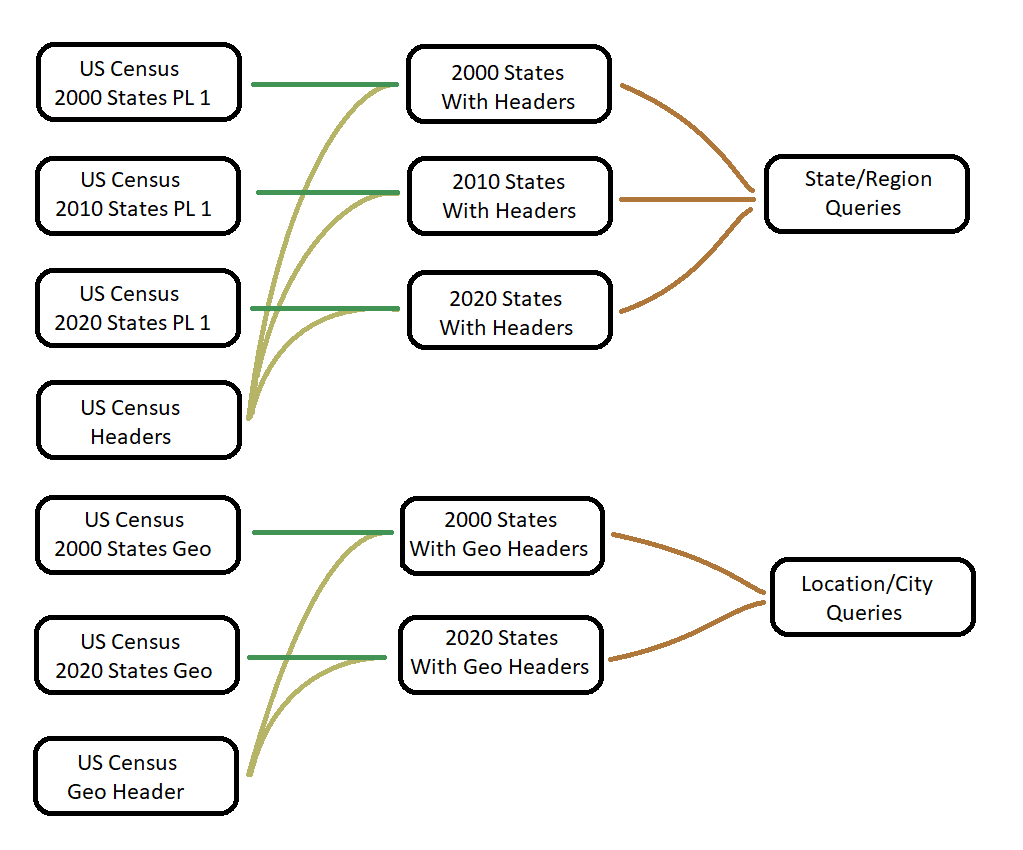 US Census
2000 States PL 1
US Census
2010 States PL 1
US Census
2020 States PL 1
US Census
Headers
US Census
2000 States Geo
US Census
2020 States Geo
US Census
Geo Header
2000 States
With Headers
2010 States
With Headers
2020 States
With Headers
2000 States
With Geo Headers
2020 States
With Geo Headers
State/Region
Queries
Location/City
Queries